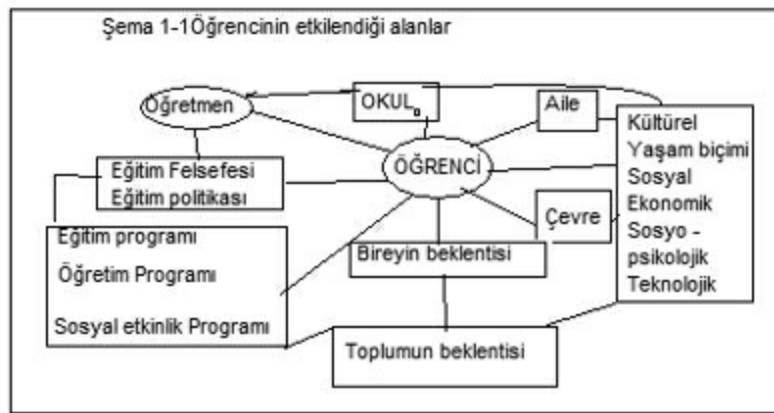 Şema 1-1Öğrencinin etkilendiği alanlar
Öğretmen
OKUL
Aile
Kültürel
Yaşam biçimi
Sosyal
Ekonomik
Sosyo -
psikolojik
Teknolojik
Eğitim Felsefesi
Eğitim politikası
ÖĞRENCİ
Çevre
Eğitim programı
Öğretim Programı
Sosyal etkinlik Programı
Bireyin beklentisi
Toplumun beklentisi